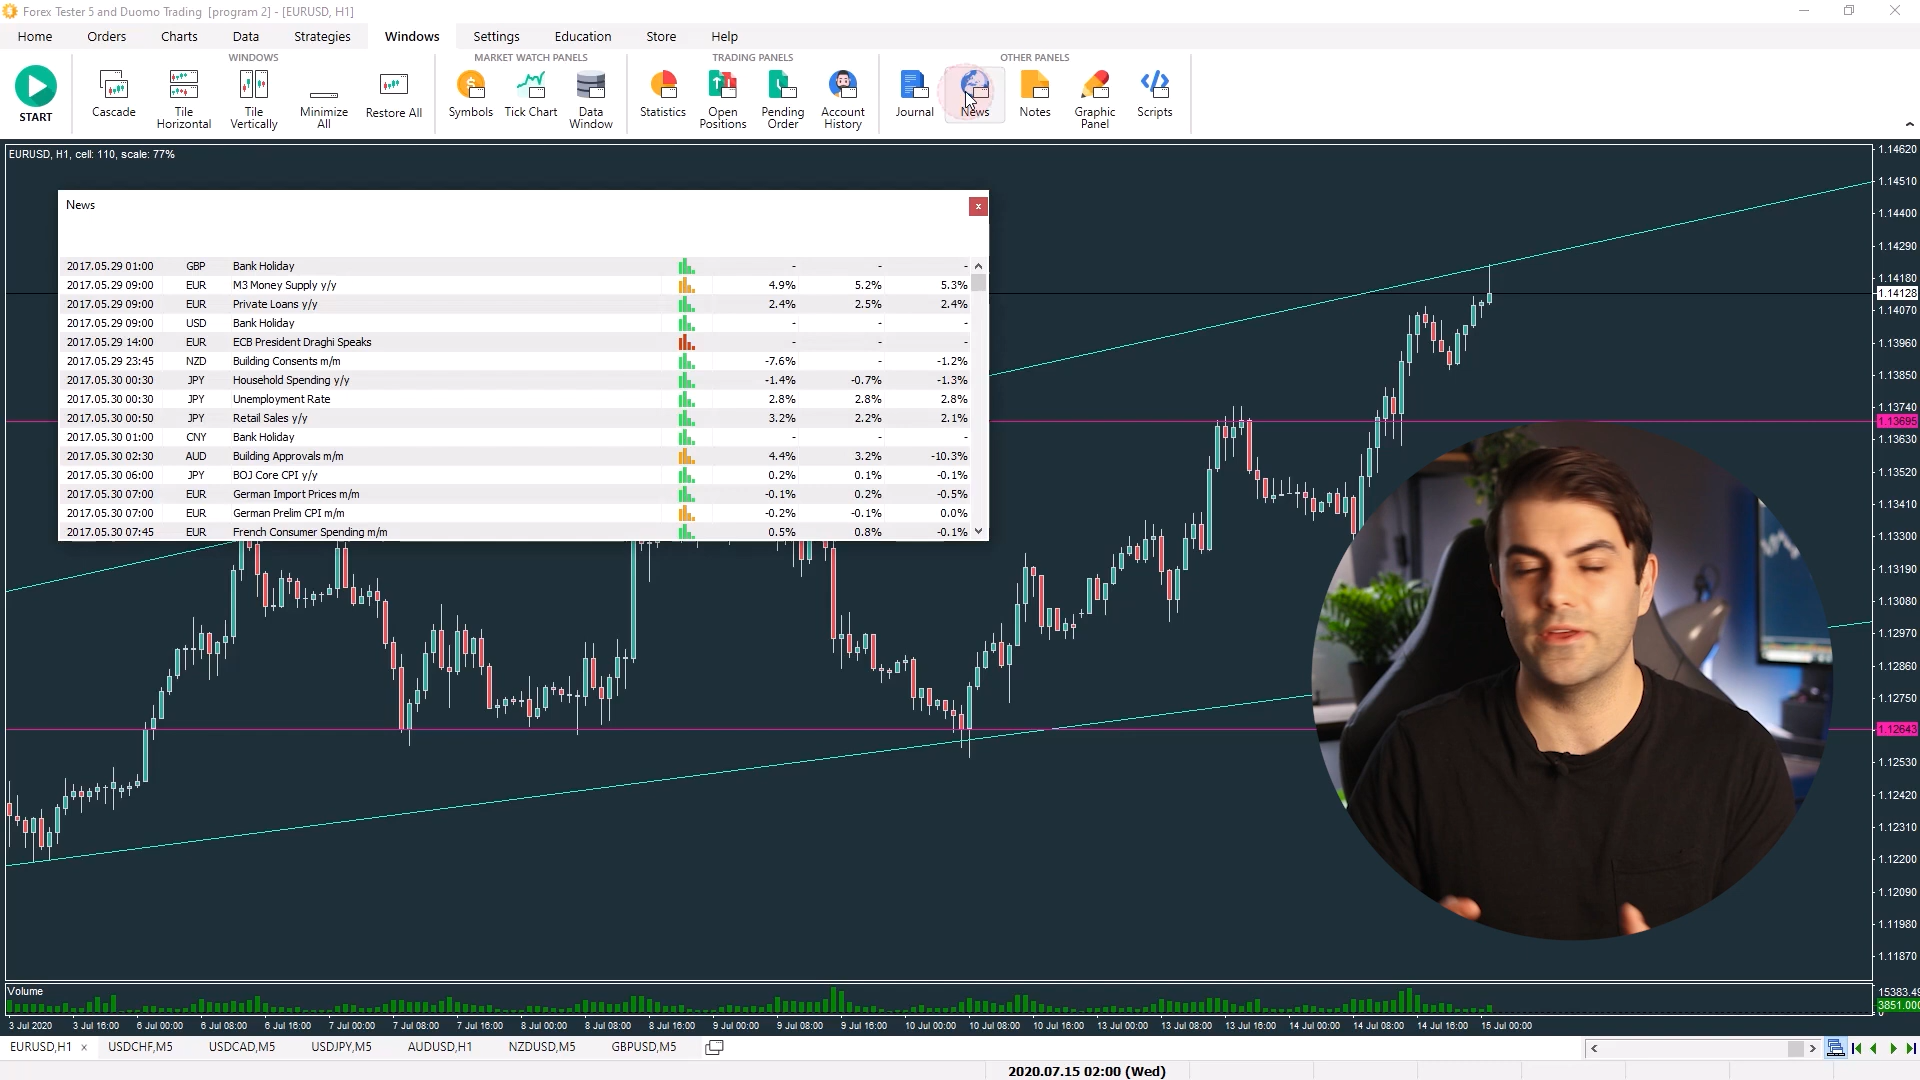 Forex Tester 5 and Duomo Trading [program 2] - [EURUSD, H1]
Home Orders Charts Data Strategies Windows Settings Education Store Help
WINDOWS MARKET WATCH PANELS TRADING PANELS OTHER PANELS
START
Cascade
Tile Horizontal
Tile Vertically
Minimize All
Restore All
Symbols
Tick Chart
Data Window
Statistics
Open Positions
Pending Order
Account History
Journal
News
Notes
Graphic Panel
Scripts
EURUSD, H1, cell: 110, scale: 77%
News
2017.05.29 01:00 GBP Bank Holiday - - -
2017.05.29 09:00 EUR M3 Money Supply y/y 4.9% 5.2% 5.3%
2017.05.29 09:00 EUR Private Loans y/y 2.4% 2.5% 2.4%
2017.05.29 09:00 USD Bank Holiday - - -
2017.05.29 14:00 EUR ECB President Draghi Speaks - - -
2017.05.29 23:45 NZD Building Consents m/m -7.6% - -1.2%
2017.05.30 00:30 JPY Household Spending y/y -1.4% -0.7% -1.3%
2017.05.30 00:30 JPY Unemployment Rate 2.8% 2.8% 2.8%
2017.05.30 00:50 JPY Retail Sales y/y 3.2% 2.2% 2.1%
2017.05.30 01:00 CNY Bank Holiday - - -
2017.05.30 02:30 AUD Building Approvals m/m 4.4% 3.2% -10.3%
2017.05.30 06:00 JPY BOJ Core CPI y/y 0.2% 0.1% -0.1%
2017.05.30 07:00 EUR German Import Prices m/m -0.1% 0.2% -0.5%
2017.05.30 07:00 EUR German Prelim CPI m/m -0.2% -0.1% 0.0%
2017.05.30 07:45 EUR French Consumer Spending m/m 0.5% 0.8% -0.1%
1.14620
1.14510
1.14400
1.14290
1.14180
1.14128
1.14070
1.13960
1.13850
1.13740
1.13695
1.13630
1.13520
1.13410
1.13300
1.13190
1.13080
1.12970
1.12860
1.12750
1.12643
1.12530
1.12420
1.12310
1.12200
1.12090
1.11980
1.11870
Volume
15383.49
3851.000
0
3 Jul 2020 3 Jul 16:00 6 Jul 00:00 6 Jul 08:00 6 Jul 16:00 7 Jul 00:00 7 Jul 08:00 7 Jul 16:00 8 Jul 00:00 8 Jul 08:00 8 Jul 16:00 9 Jul 00:00 9 Jul 08:00 9 Jul 16:00 10 Jul 00:00 10 Jul 08:00 10 Jul 16:00 13 Jul 00:00 13 Jul 08:00 13 Jul 16:00 14 Jul 00:00 14 Jul 08:00 14 Jul 16:00 15 Jul 00:00
EURUSD,H1 × USDCHF,M5 USDCAD,M5 USDJPY,M5 AUDUSD,H1 NZDUSD,M5 GBPUSD,M5
2020.07.15 02:00 (Wed)